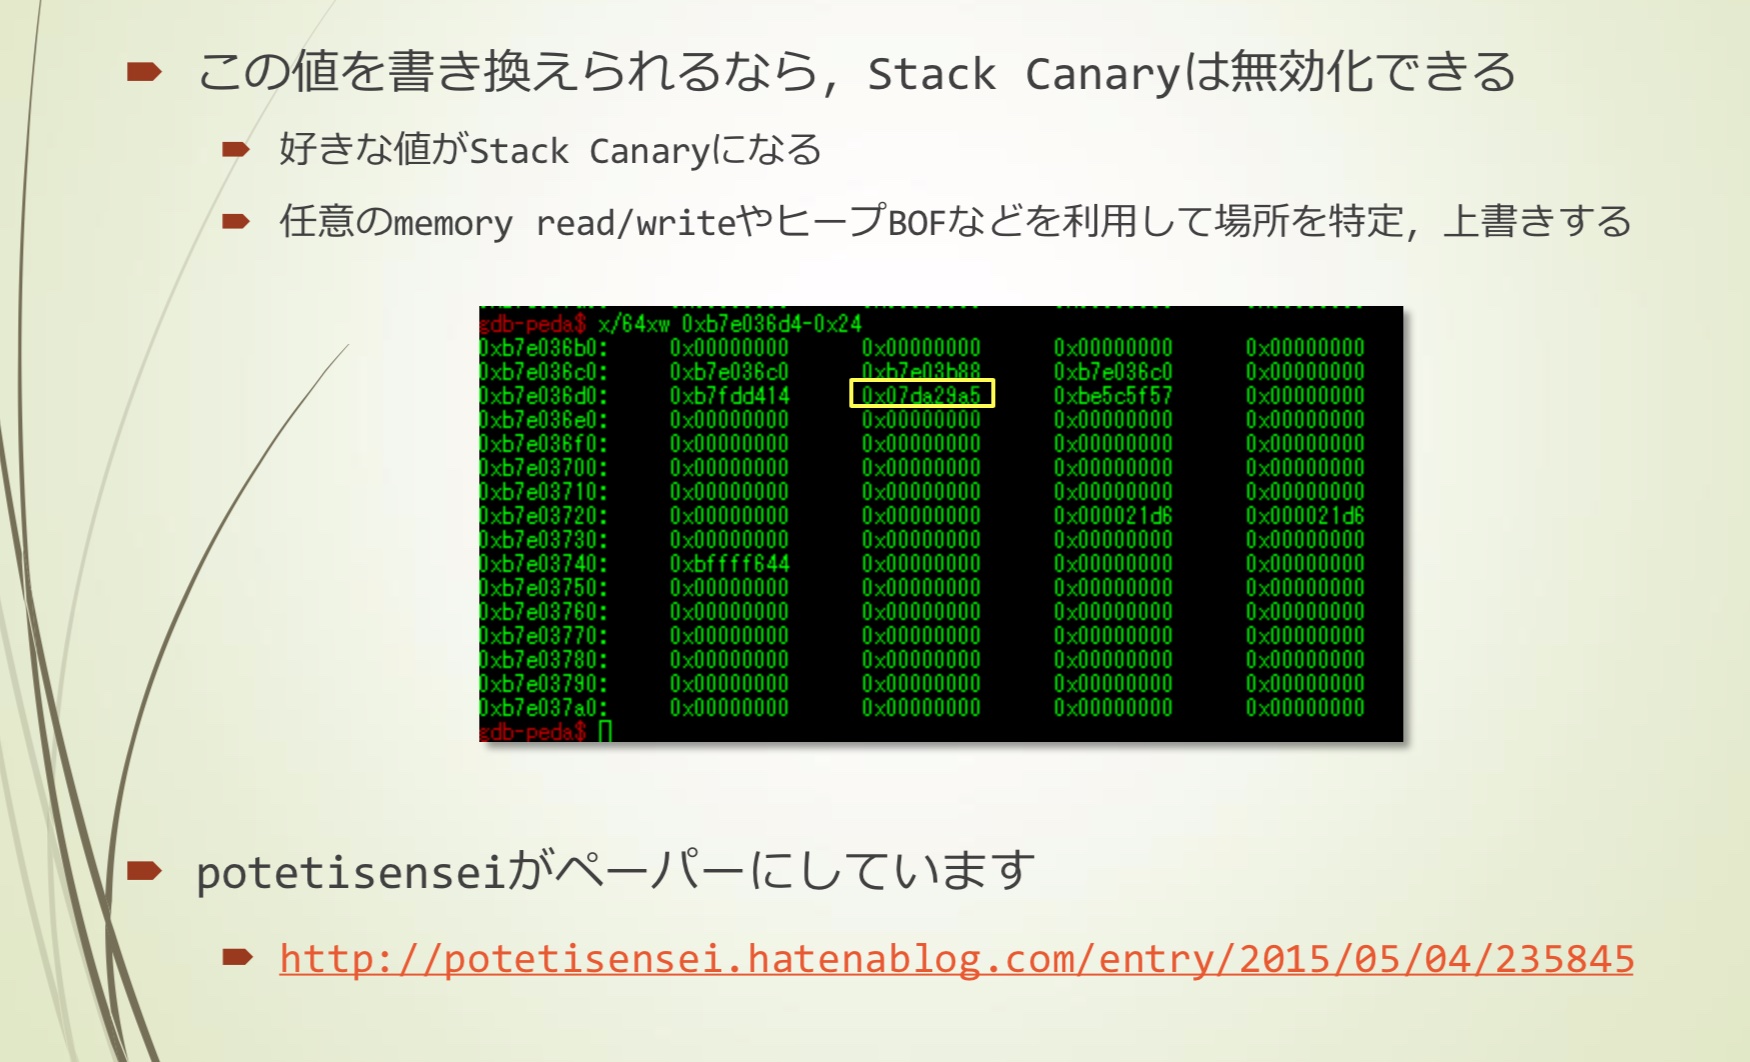 この値を書き換えられるなら, Stack Canaryは無効化できる
好きな値がStack Canaryになる
任意のmemory read/writeやヒープBOFなどを利用して場所を特定, 上書きする
gdb-peda$ x/64xw 0xb7e036d4-0x24
0xb7e036b0: 0x00000000 0x00000000 0x00000000 0x00000000
0xb7e036c0: 0xb7e036c0 0xb7e03b88 0xb7e036c0 0x00000000
0xb7e036d0: 0xb7fdd414 0x07da29a5 0xbe5c5f57 0x00000000
0xb7e036e0: 0x00000000 0x00000000 0x00000000 0x00000000
0xb7e036f0: 0x00000000 0x00000000 0x00000000 0x00000000
0xb7e03700: 0x00000000 0x00000000 0x00000000 0x00000000
0xb7e03710: 0x00000000 0x00000000 0x00000000 0x00000000
0xb7e03720: 0x00000000 0x00000000 0x000021d6 0x000021d6
0xb7e03730: 0x00000000 0x00000000 0x00000000 0x00000000
0xb7e03740: 0xbffff644 0x00000000 0x00000000 0x00000000
0xb7e03750: 0x00000000 0x00000000 0x00000000 0x00000000
0xb7e03760: 0x00000000 0x00000000 0x00000000 0x00000000
0xb7e03770: 0x00000000 0x00000000 0x00000000 0x00000000
0xb7e03780: 0x00000000 0x00000000 0x00000000 0x00000000
0xb7e03790: 0x00000000 0x00000000 0x00000000 0x00000000
0xb7e037a0: 0x00000000 0x00000000 0x00000000 0x00000000
gdb-peda$
potetisenseiがペーパーにしています
http://potetisensei.hatenablog.com/entry/2015/05/04/235845